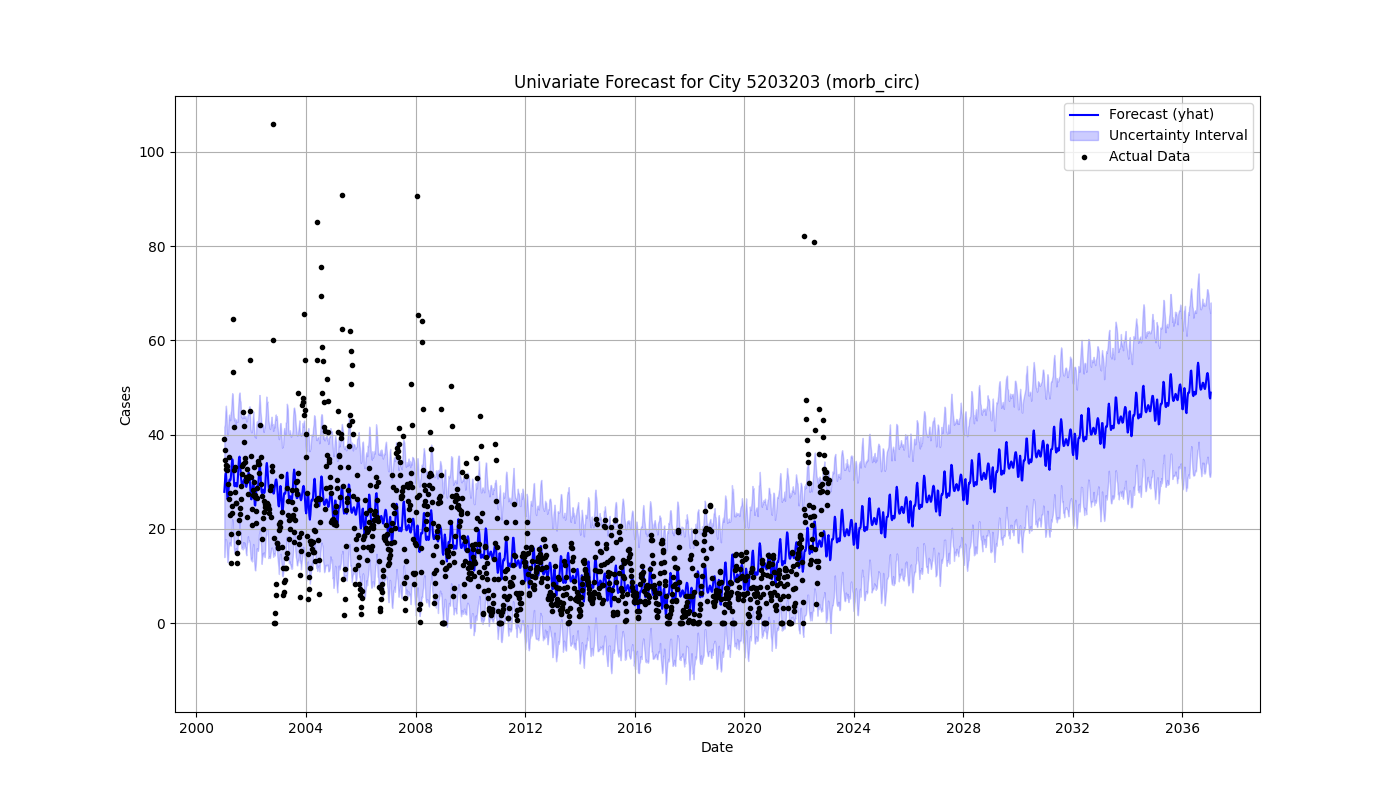 Univariate Forecast for City 5203203 (morb_circ)
Forecast (yhat)
Uncertainty Interval
Actual Data
Cases
100
80
60
40
20
0
2000 2004 2008 2012 2016 2020 2024 2028 2032 2036
Date